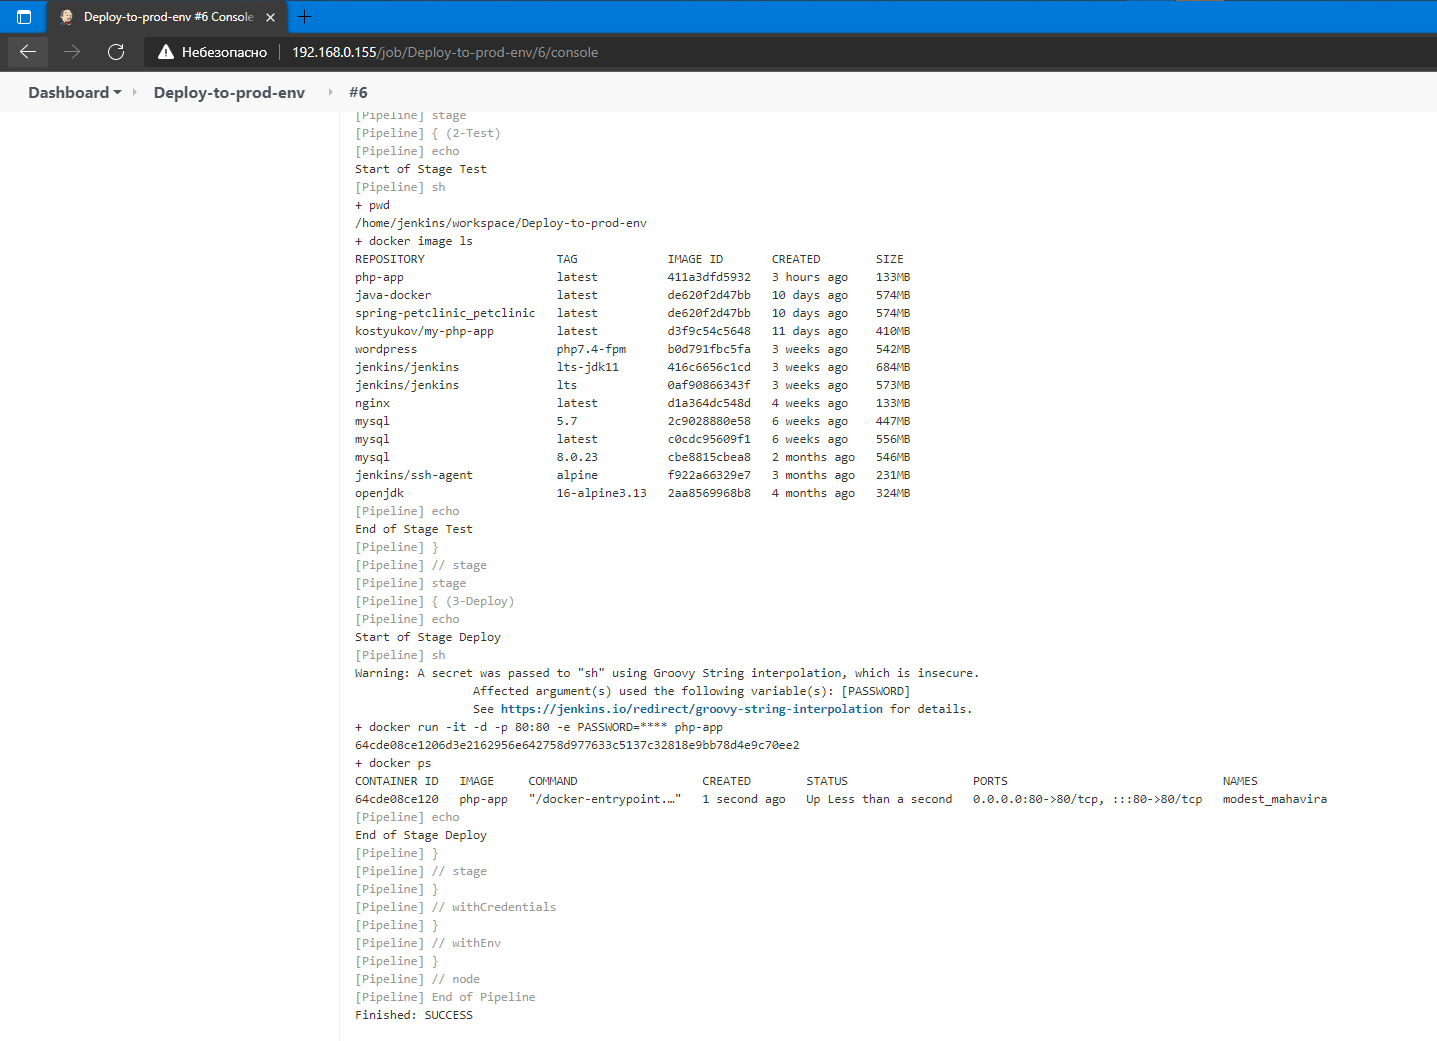 Deploy-to-prod-env #6 Console
Небезопасно 192.168.0.155/job/Deploy-to-prod-env/6/console
Dashboard Deploy-to-prod-env #6
[Pipeline] stage
[Pipeline] { (2-Test)
[Pipeline] echo
Start of Stage Test
[Pipeline] sh
+ pwd
/home/jenkins/workspace/Deploy-to-prod-env
+ docker image ls
REPOSITORY TAG IMAGE ID CREATED SIZE
php-app latest 411a3dfd5932 3 hours ago 133MB
java-docker latest de620f2d47bb 10 days ago 574MB
spring-petclinic_petclinic latest de620f2d47bb 10 days ago 574MB
kostyukov/my-php-app latest d3f9c54c5648 11 days ago 410MB
wordpress php7.4-fpm b0d791fbc5fa 3 weeks ago 542MB
jenkins/jenkins lts-jdk11 416c6656c1cd 3 weeks ago 684MB
jenkins/jenkins lts 0af90866343f 3 weeks ago 573MB
nginx latest d1a364dc548d 4 weeks ago 133MB
mysql 5.7 2c9028880e58 6 weeks ago 447MB
mysql latest c0cdc95609f1 6 weeks ago 556MB
mysql 8.0.23 cbe8815cbea8 2 months ago 546MB
jenkins/ssh-agent alpine f922a66329e7 3 months ago 231MB
openjdk 16-alpine3.13 2aa8569968b8 4 months ago 324MB
[Pipeline] echo
End of Stage Test
[Pipeline] }
[Pipeline] // stage
[Pipeline] stage
[Pipeline] { (3-Deploy)
[Pipeline] echo
Start of Stage Deploy
[Pipeline] sh
Warning: A secret was passed to "sh" using Groovy String interpolation, which is insecure.
Affected argument(s) used the following variable(s): [PASSWORD]
See https://jenkins.io/redirect/groovy-string-interpolation for details.
+ docker run -it -d -p 80:80 -e PASSWORD=**** php-app
64cde08ce1206d3e2162956e642758d977633c5137c32818e9bb78d4e9c70ee2
+ docker ps
CONTAINER ID IMAGE COMMAND CREATED STATUS PORTS NAMES
64cde08ce120 php-app "/docker-entrypoint.…" 1 second ago Up Less than a second 0.0.0.0:80->80/tcp, :::80->80/tcp modest_mahavira
[Pipeline] echo
End of Stage Deploy
[Pipeline] }
[Pipeline] // stage
[Pipeline] }
[Pipeline] // withCredentials
[Pipeline] }
[Pipeline] // withEnv
[Pipeline] }
[Pipeline] // node
[Pipeline] End of Pipeline
Finished: SUCCESS